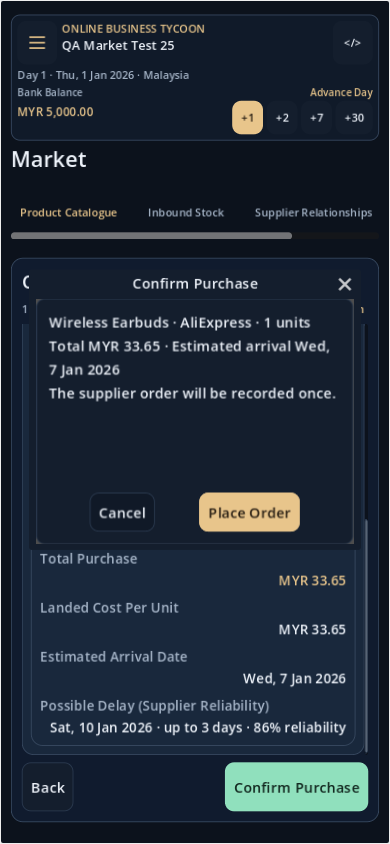 ONLINE BUSINESS TYCOON
QA Market Test 25
</>
Day 1 · Thu, 1 Jan 2026 · Malaysia
Bank Balance
Advance Day
MYR 5,000.00
+1
+2
+7
+30
Market
Product Catalogue
Inbound Stock
Supplier Relationships
Confirm Purchase
Wireless Earbuds · AliExpress · 1 units
Total MYR 33.65 · Estimated arrival Wed,
7 Jan 2026
The supplier order will be recorded once.
Cancel
Place Order
Total Purchase
MYR 33.65
Landed Cost Per Unit
MYR 33.65
Estimated Arrival Date
Wed, 7 Jan 2026
Possible Delay (Supplier Reliability)
Sat, 10 Jan 2026 · up to 3 days · 86% reliability
Back
Confirm Purchase